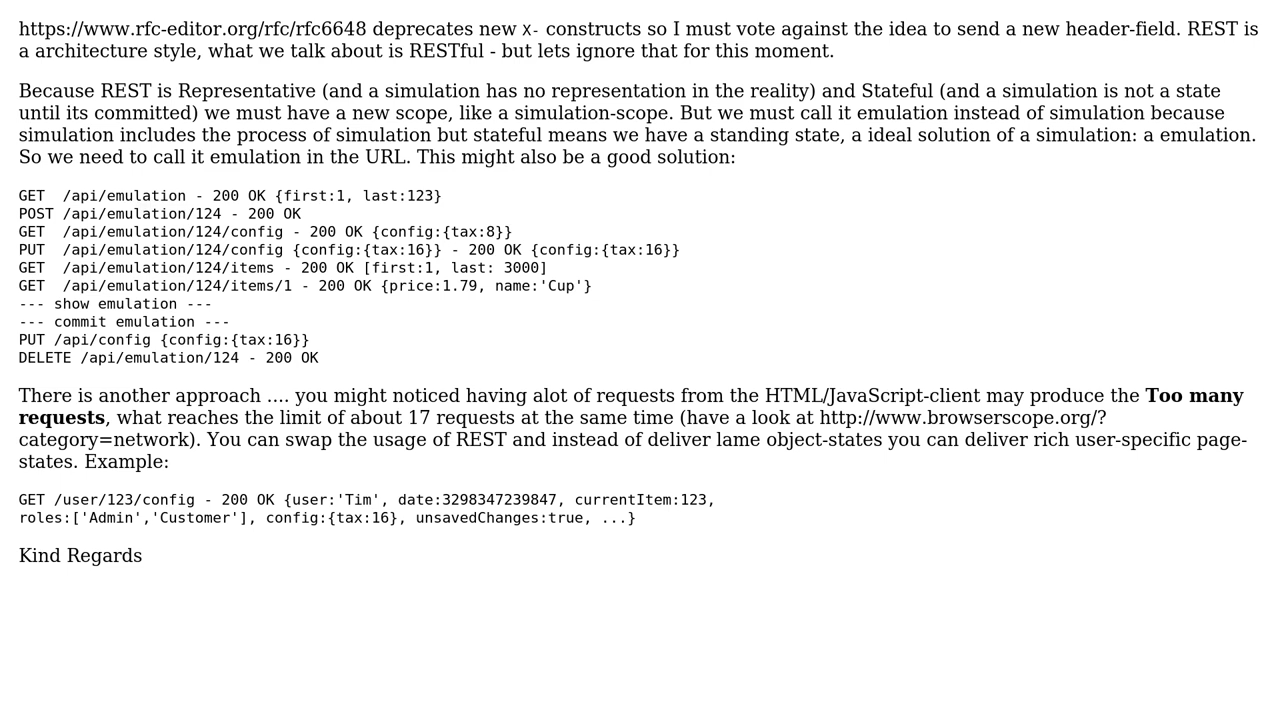 https://www.rfc-editor.org/rfc/rfc6648 deprecates new X- constructs so I must vote against the idea to send a new header-field. REST is
a architecture style, what we talk about is RESTful - but lets ignore that for this moment.
Because REST is Representative (and a simulation has no representation in the reality) and Stateful (and a simulation is not a state
until its committed) we must have a new scope, like a simulation-scope. But we must call it emulation instead of simulation because
simulation includes the process of simulation but stateful means we have a standing state, a ideal solution of a simulation: a emulation.
So we need to call it emulation in the URL. This might also be a good solution:
GET  /api/emulation - 200 OK {first:1, last:123}
POST /api/emulation/124 - 200 OK
GET  /api/emulation/124/config - 200 OK {config:{tax:8}}
PUT  /api/emulation/124/config {config:{tax:16}} - 200 OK {config:{tax:16}}
GET  /api/emulation/124/items - 200 OK [first:1, last: 3000]
GET  /api/emulation/124/items/1 - 200 OK {price:1.79, name:'Cup'}
--- show emulation ---
--- commit emulation ---
PUT /api/config {config:{tax:16}}
DELETE /api/emulation/124 - 200 OK
There is another approach .... you might noticed having alot of requests from the HTML/JavaScript-client may produce the Too many
requests, what reaches the limit of about 17 requests at the same time (have a look at http://www.browserscope.org/?
category=network). You can swap the usage of REST and instead of deliver lame object-states you can deliver rich user-specific page-
states. Example:
GET /user/123/config - 200 OK {user:'Tim', date:3298347239847, currentItem:123,
roles:['Admin','Customer'], config:{tax:16}, unsavedChanges:true, ...}
Kind Regards